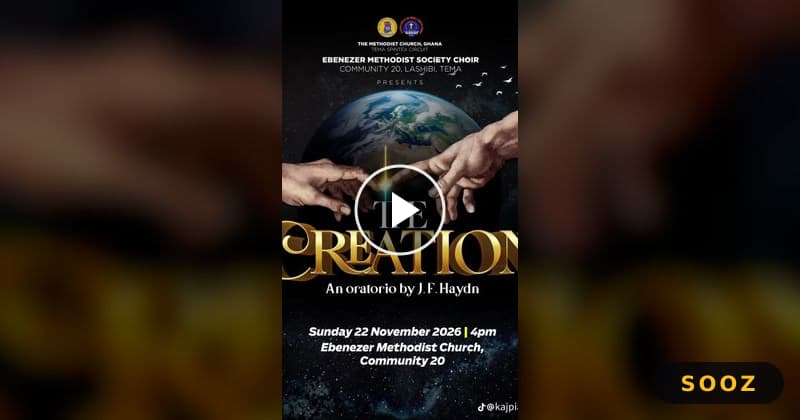 THE METHODIST CHURCH, GHANA
TEMA SPINTEX CIRCUIT
EBENEZER METHODIST SOCIETY CHOIR
COMMUNITY 20, LASHIBI, TEMA
PRESENTS
THE
CREATION
An oratorio by J. F. Haydn
Sunday 22 November 2026 | 4pm
Ebenezer Methodist Church,
Community 20
SOOZ
@kajpi